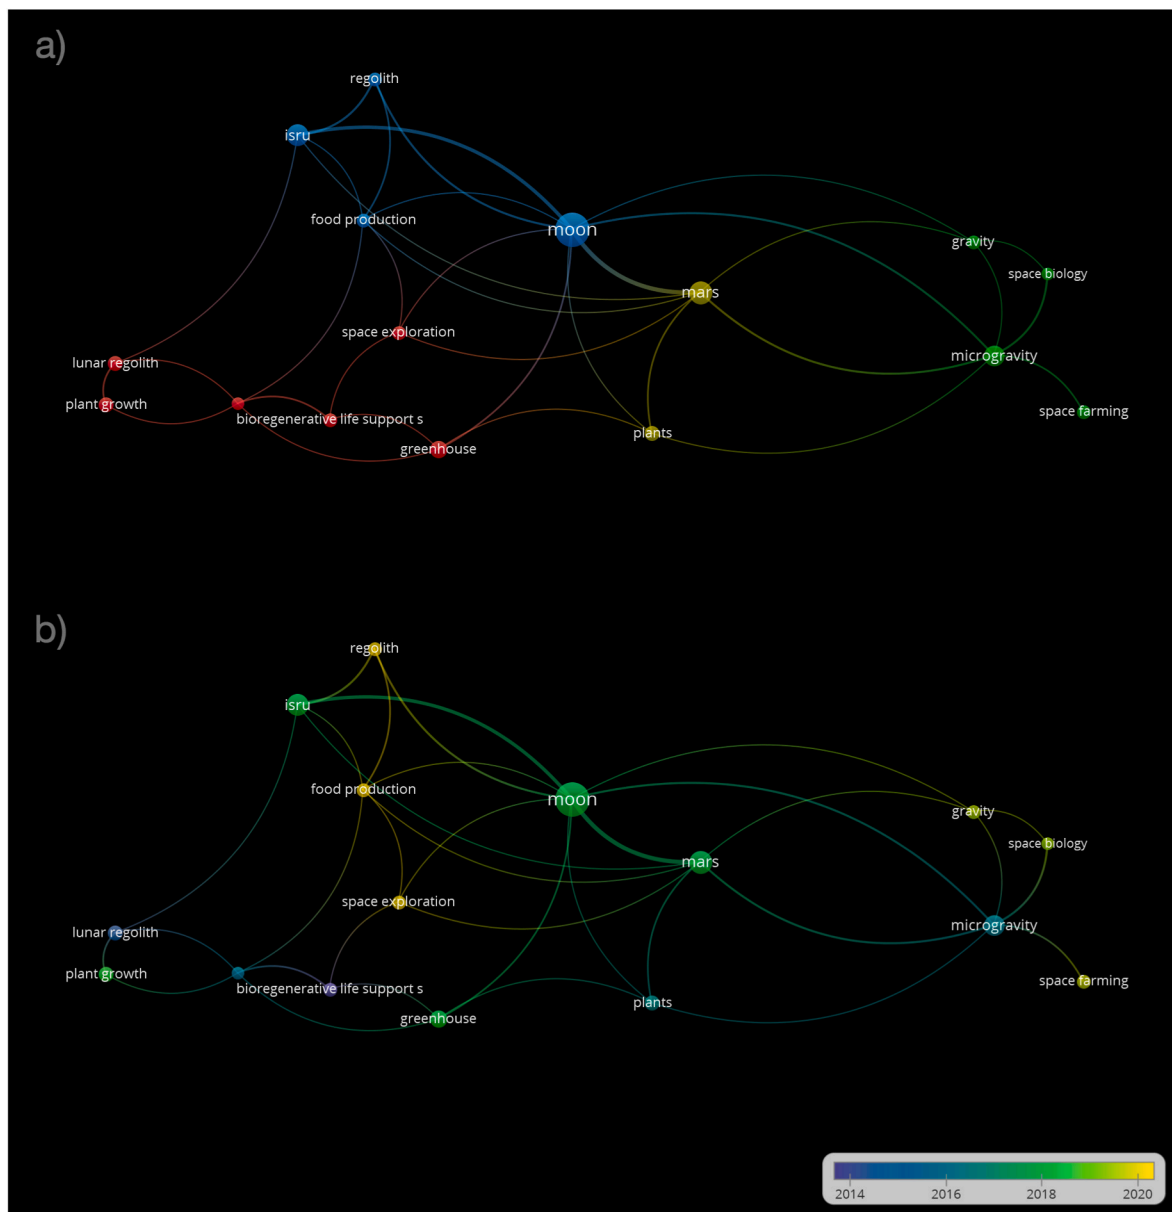 a)
regolith
isru
food production
moon
gravity
space biology
mars
space exploration
microgravity
lunar regolith
plant growth
space farming
bioregenerative life support s
plants
greenhouse
b)
regolith
isru
food production
moon
gravity
space biology
mars
space exploration
microgravity
lunar regolith
plant growth
space farming
bioregenerative life support s
plants
greenhouse
2014 2016 2018 2020